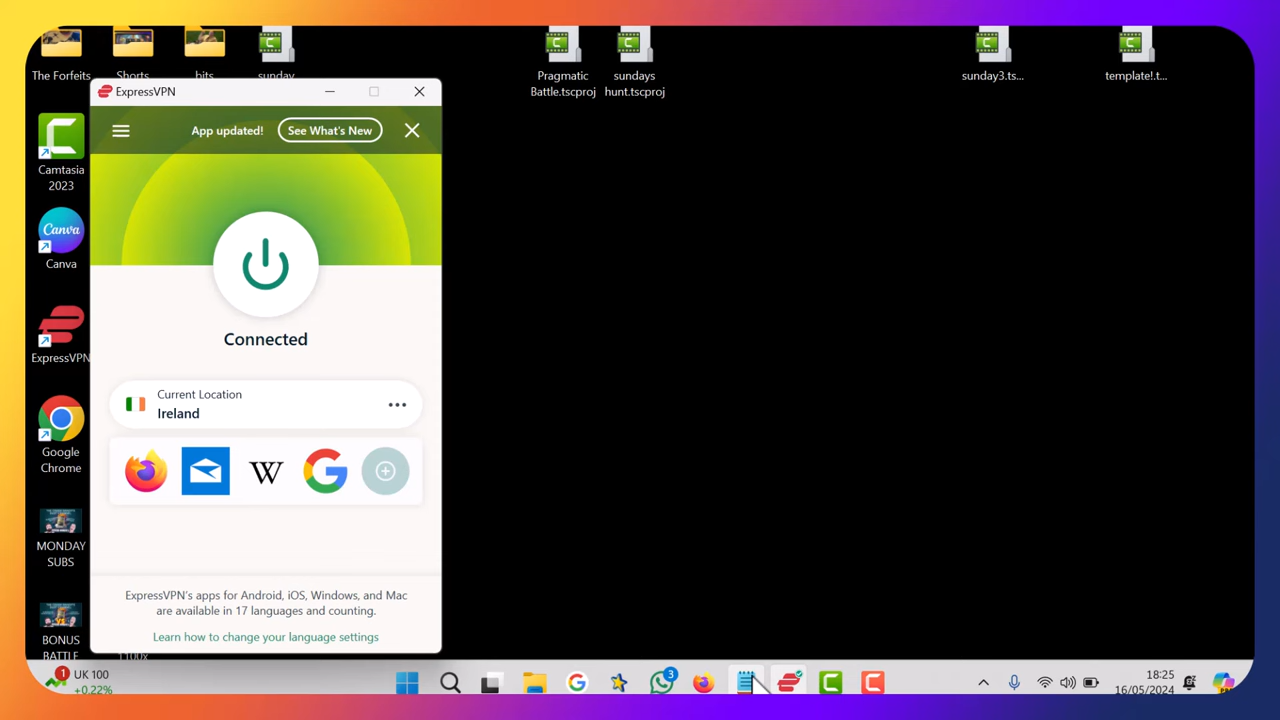 The Forfeits
Shorts
bits
sunday
Pragmatic
Battle.tscproj
sundays
hunt.tscproj
sunday3.ts...
template!.t...
ExpressVPN
App updated!
See What's New
Camtasia
2023
Canva
Canva
ExpressVPN
Google
Chrome
MONDAY
SUBS
BONUS
BATTLE
Connected
Current Location
Ireland
W
ExpressVPN's apps for Android, iOS, Windows, and Mac
are available in 17 languages and counting.
Learn how to change your language settings
1
UK 100
+0.22%
3
18:25
16/05/2024